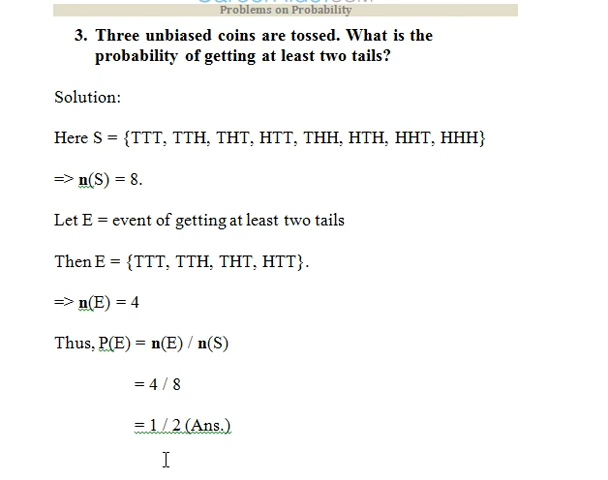 Problems on Probability
3. Three unbiased coins are tossed. What is the
probability of getting at least two tails?
Solution:
Here S = {TTT, TTH, THT, HTT, THH, HTH, HHT, HHH}
=> n(S) = 8.
Let E = event of getting at least two tails
Then E = {TTT, TTH, THT, HTT}.
=> n(E) = 4
Thus, P(E) = n(E) / n(S)
= 4 / 8
= 1 / 2 (Ans.)